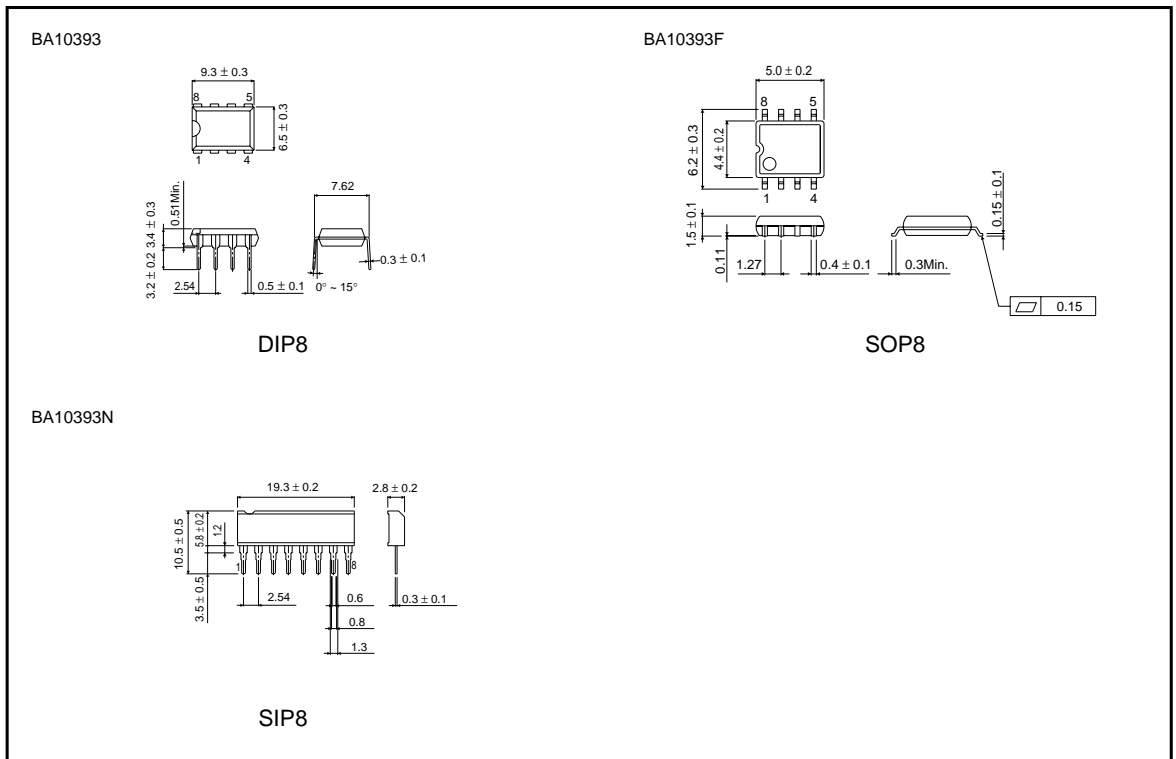 BA10393
9.3 ± 0.3
8 5
6.5 ± 0.3
1 4
0.51Min.
3.2 ± 0.2 3.4 ± 0.3
7.62
2.54
0.5 ± 0.1
0° ~ 15°
0.3 ± 0.1
DIP8
BA10393F
5.0 ± 0.2
8 5
6.2 ± 0.3
4.4 ± 0.2
1 4
1.5 ± 0.1
0.11
1.27
0.4 ± 0.1
0.3Min.
0.15 ± 0.1
0.15
SOP8
BA10393N
19.3 ± 0.2
2.8 ± 0.2
10.5 ± 0.5
5.8 ± 0.2
1.2
3.5 ± 0.5
1 8
2.54
0.6
0.8
1.3
0.3 ± 0.1
SIP8